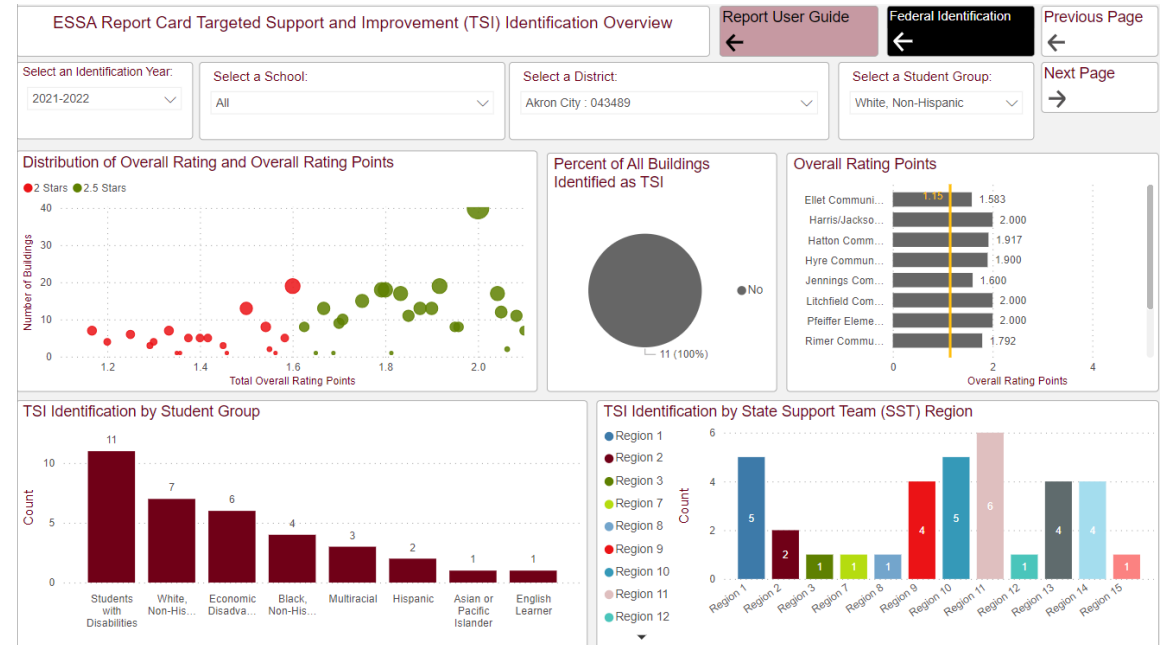 ESSA Report Card Targeted Support and Improvement (TSI) Identification Overview
Report User Guide
Federal Identification
Previous Page
Select an Identification Year:
2021-2022
Select a School:
All
Select a District:
Akron City : 043489
Select a Student Group:
White, Non-Hispanic
Next Page
Distribution of Overall Rating and Overall Rating Points
2 Stars 2.5 Stars
Number of Buildings
40
30
20
10
0
1.2 1.4 1.6 1.8 2.0
Total Overall Rating Points
Percent of All Buildings
Identified as TSI
No
11 (100%)
Overall Rating Points
1.15
Ellet Communi... 1.583
Harris/Jackso... 2.000
Hatton Comm... 1.917
Hyre Commun... 1.900
Jennings Com... 1.600
Litchfield Com... 2.000
Pfeiffer Eleme... 2.000
Rimer Commu... 1.792
0 2 4
Overall Rating Points
TSI Identification by Student Group
Count
10
5
0
11
7
6
4
3
2
1
1
Students
with
Disabilities
White,
Non-His...
Economic
Disadva...
Black,
Non-His...
Multiracial
Hispanic
Asian or
Pacific
Islander
English
Learner
TSI Identification by State Support Team (SST) Region
Region 1
Region 2
Region 3
Region 7
Region 8
Region 9
Region 10
Region 11
Region 12
Count
6
4
2
0
5
2
1
1
1
4
5
6
1
4
4
1
Region 1
Region 2
Region 3
Region 7
Region 8
Region 9
Region 10
Region 11
Region 12
Region 13
Region 14
Region 15